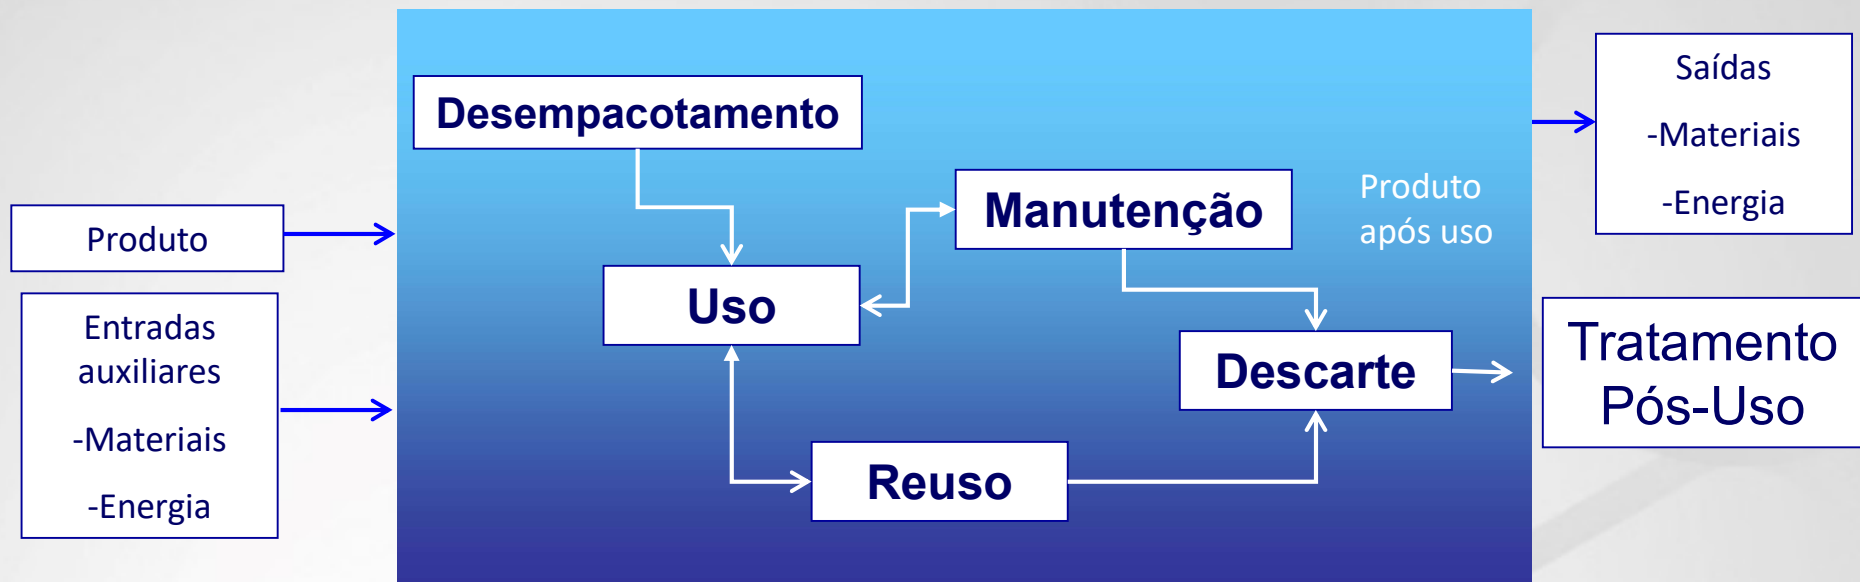 Produto
Entradas
auxiliares
-Materiais
-Energia
Desempacotamento
Uso
Manutenção
Reuso
Produto
após uso
Descarte
Saídas
-Materiais
-Energia
Tratamento
Pós-Uso